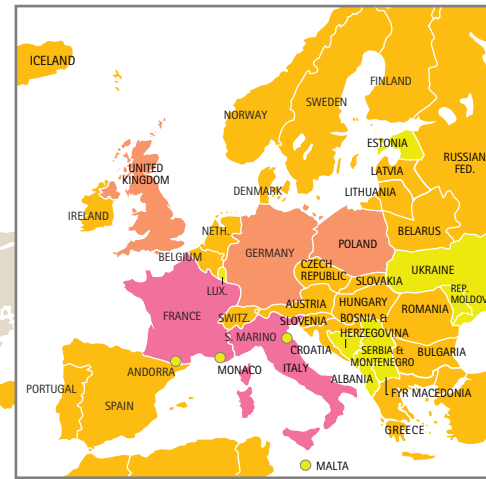 ICELAND
FINLAND
SWEDEN
NORWAY
ESTONIA
RUSSIAN
FED.
LATVIA
UNITED
KINGDOM
DENMARK
LITHUANIA
IRELAND
BELARUS
NETH.
POLAND
BELGIUM
GERMANY
CZECH
REPUBLIC
UKRAINE
SLOVAKIA
LUX.
REP.
MOLDOV
AUSTRIA
HUNGARY
ROMANIA
FRANCE
SWITZ.
SLOVENIA
BOSNIA &
HERZEGOVINA
S. MARINO
CROATIA
SERBIA &
MONTENEGRO
BULGARIA
ANDORRA
MONACO
ITALY
ALBANIA
PORTUGAL
SPAIN
FYR MACEDONIA
GREECE
MALTA